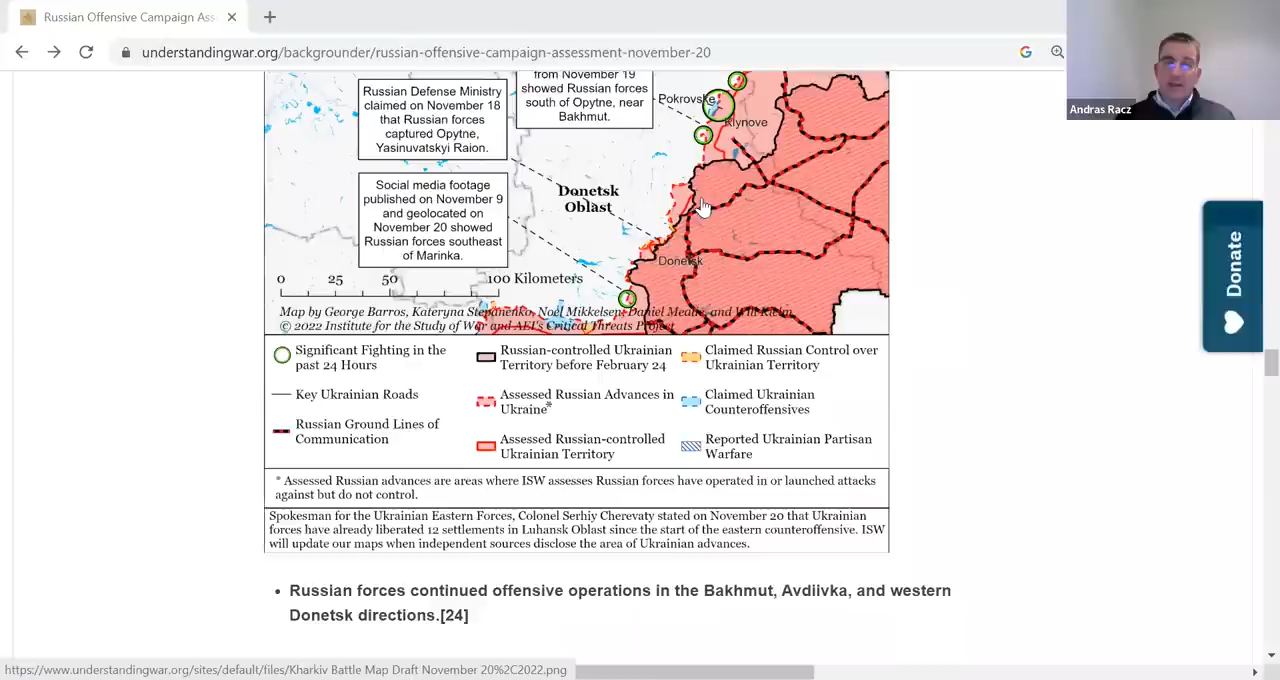 Russian Offensive Campaign Ass
understandingwar.org/backgrounder/russian-offensive-campaign-assessment-november-20
Andras Racz
Russian Defense Ministry
claimed on November 18
that Russian forces
captured Opytne,
Yasinuvatskyi Raion.
from November 19
showed Russian forces
south of Opytne, near
Bakhmut.
Pokrovske
Klynove
Social media footage
published on November 9
and geolocated on
November 20 showed
Russian forces southeast
of Marinka.
Donetsk
Oblast
Donetsk
0 25 50 100 Kilometers
Map by George Barros, Kateryna Stepanenko, Noel Mikkelsen, Daniel Mealie, and Will Kielm
© 2022 Institute for the Study of War and AEI's Critical Threats Project
Significant Fighting in the
past 24 Hours
Key Ukrainian Roads
Russian Ground Lines of
Communication
Russian-controlled Ukrainian
Territory before February 24
Assessed Russian Advances in
Ukraine*
Assessed Russian-controlled
Ukrainian Territory
Claimed Russian Control over
Ukrainian Territory
Claimed Ukrainian
Counteroffensives
Reported Ukrainian Partisan
Warfare
* Assessed Russian advances are areas where ISW assesses Russian forces have operated in or launched attacks
against but do not control.
Spokesman for the Ukrainian Eastern Forces, Colonel Serhiy Cherevaty stated on November 20 that Ukrainian
forces have already liberated 12 settlements in Luhansk Oblast since the start of the eastern counteroffensive. ISW
will update our maps when independent sources disclose the area of Ukrainian advances.
• Russian forces continued offensive operations in the Bakhmut, Avdiivka, and western
Donetsk directions.[24]
Donate
https://www.understandingwar.org/sites/default/files/Kharkiv Battle Map Draft November 20%2C2022.png